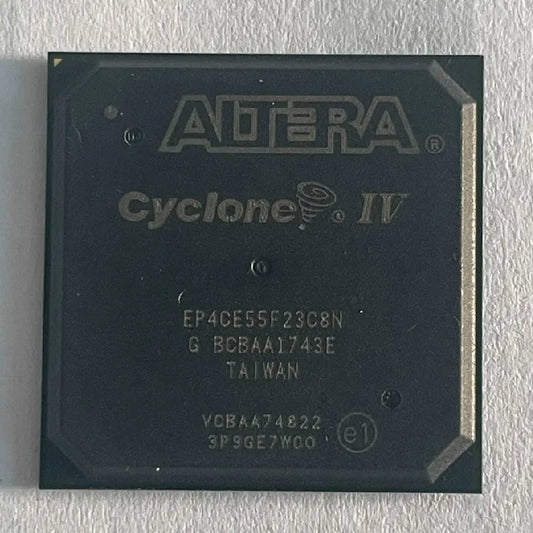 ALTERA®
Cyclone® IV
EP4CE55F23C8N
G BCBAA1743E
TAIWAN
VCBAA74822
3P9GE7W00
e1